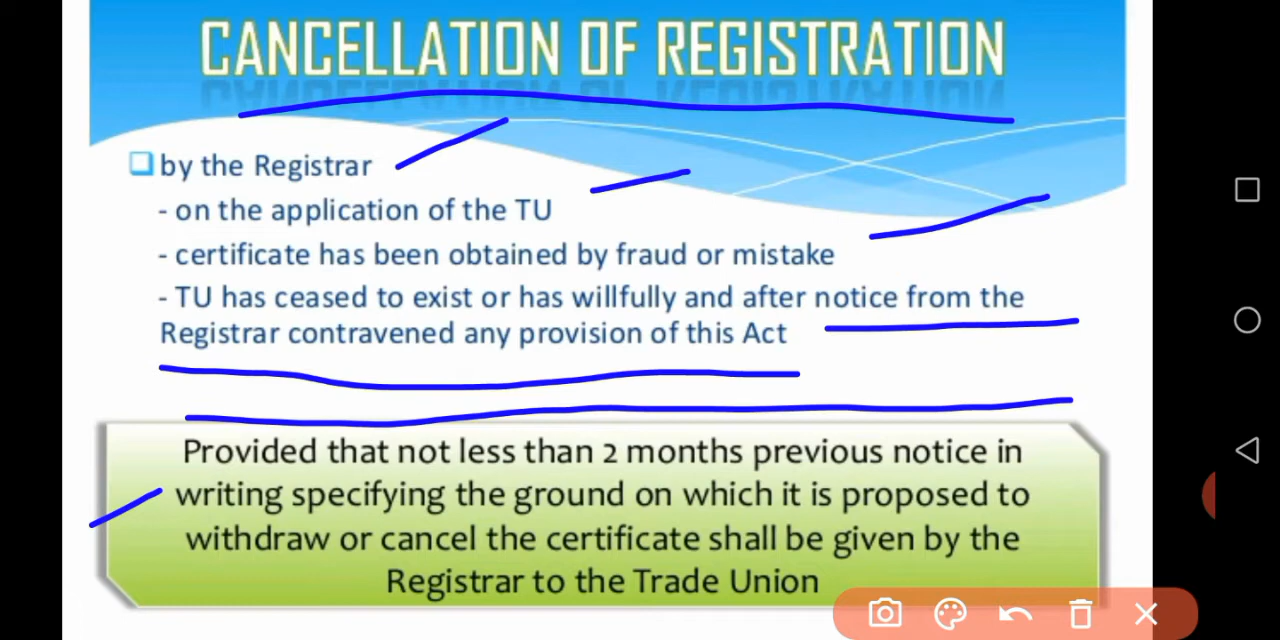 CANCELLATION OF REGISTRATION
by the Registrar
- on the application of the TU
- certificate has been obtained by fraud or mistake
- TU has ceased to exist or has willfully and after notice from the
Registrar contravened any provision of this Act
Provided that not less than 2 months previous notice in
writing specifying the ground on which it is proposed to
withdraw or cancel the certificate shall be given by the
Registrar to the Trade Union